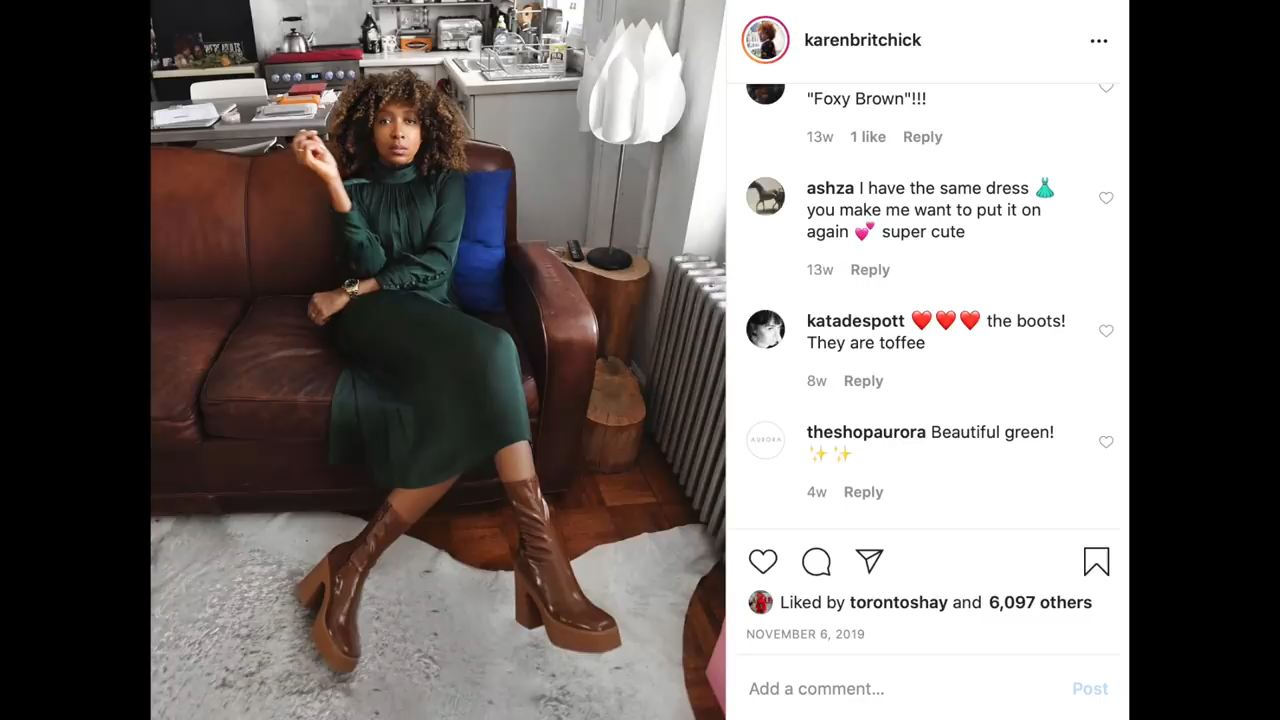 karenbritchick
"Foxy Brown"!!!
13w 1 like Reply
ashza I have the same dress 👗
you make me want to put it on
again 💕 super cute
13w Reply
katadespott ❤️❤️❤️ the boots!
They are toffee
8w Reply
AURORA
theshopaurora Beautiful green!
✨✨
4w Reply
Liked by torontoshay and 6,097 others
NOVEMBER 6, 2019
Add a comment... Post